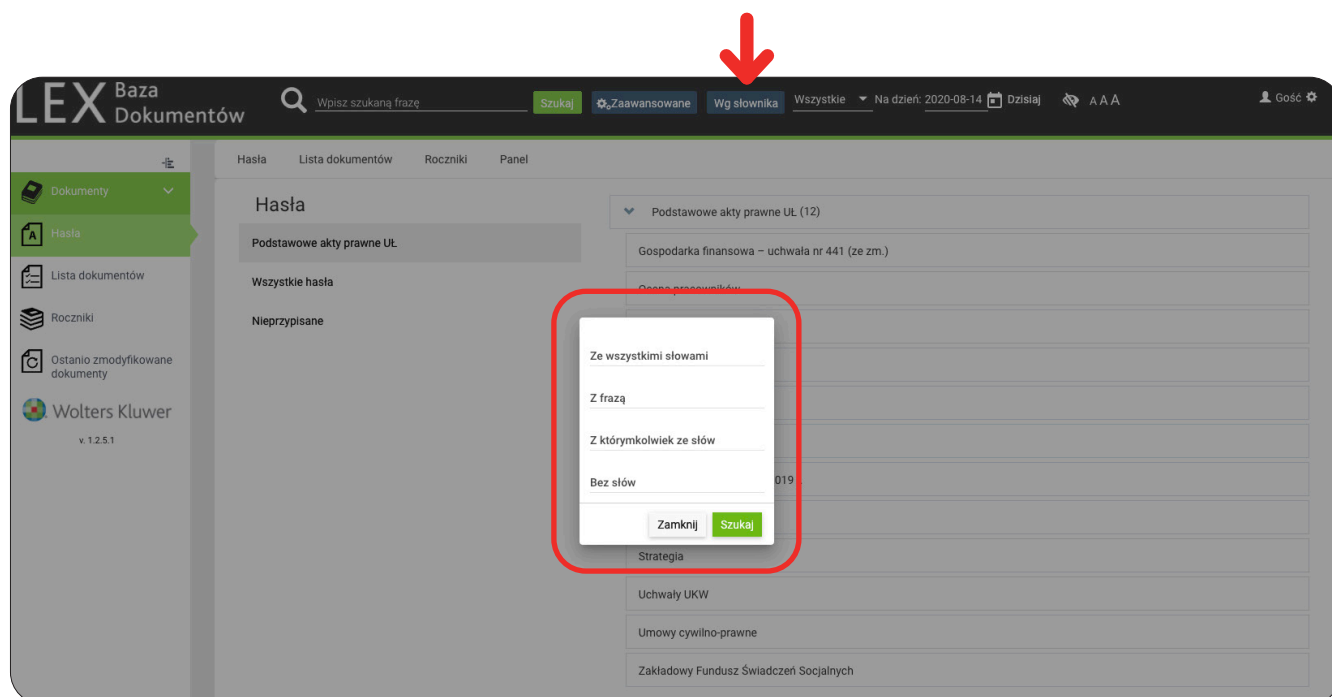 LEX Baza
Dokumentów
Wpisz szukaną frazę
Szukaj
Zaawansowane
Wg słownika
Wszystkie
Na dzień: 2020-08-14
Dzisiaj
A A A
Gość
Dokumenty
Hasła
Lista dokumentów
Roczniki
Ostanio zmodyfikowane
dokumenty
Wolters Kluwer
v. 1.2.5.1
Hasła
Lista dokumentów
Roczniki
Panel
Hasła
Podstawowe akty prawne UŁ
Wszystkie hasła
Nieprzypisane
Podstawowe akty prawne UŁ (12)
Gospodarka finansowa – uchwała nr 441 (ze zm.)
Ocena pracowników
Ze wszystkimi słowami
Z frazą
Z którymkolwiek ze słów
Bez słów
Zamknij
Szukaj
019
Strategia
Uchwały UKW
Umowy cywilno-prawne
Zakładowy Fundusz Świadczeń Socjalnych